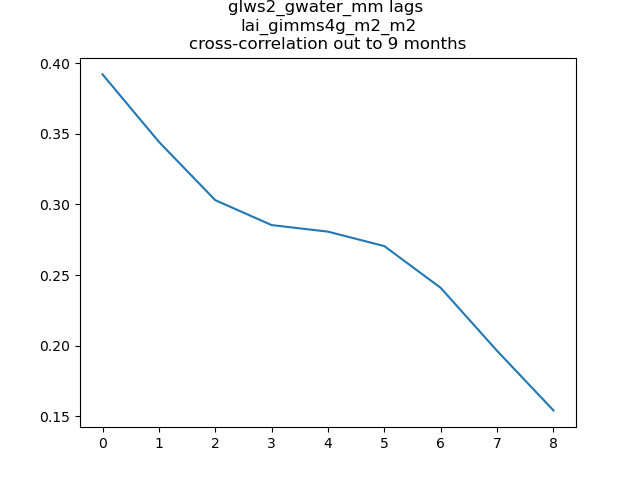 glws2_gwater_mm lags
lai_gimms4g_m2_m2
cross-correlation out to 9 months
0.40
0.35
0.30
0.25
0.20
0.15
0 1 2 3 4 5 6 7 8